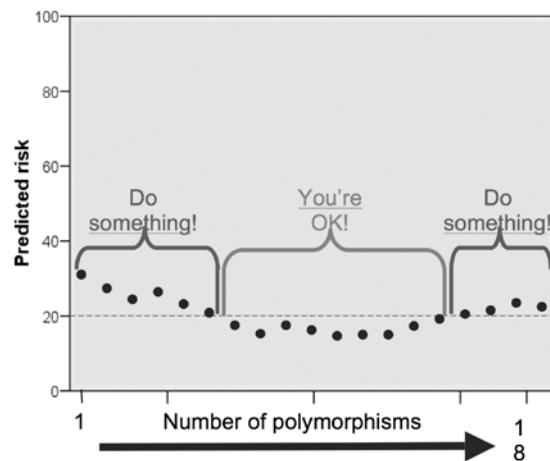 100
80
60
40
20
0
Predicted risk
Do
something!
You're
OK!
Do
something!
1
Number of polymorphisms
1
8